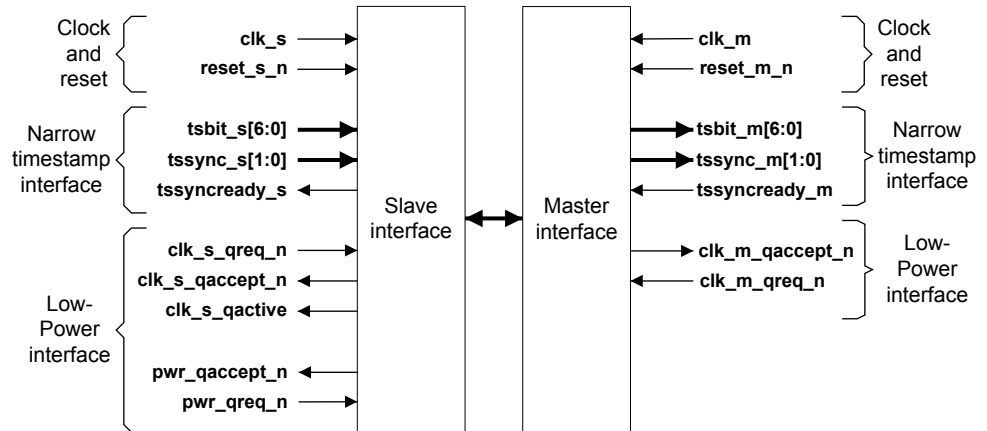 Clock
and
reset
clk_s
reset_s_n
Narrow
timestamp
interface
tsbit_s[6:0]
tssync_s[1:0]
tssyncready_s
Low-
Power
interface
clk_s_qreq_n
clk_s_qaccept_n
clk_s_qactive
pwr_qaccept_n
pwr_qreq_n
Slave
interface
Master
interface
clk_m
reset_m_n
Clock
and
reset
tsbit_m[6:0]
tssync_m[1:0]
tssyncready_m
Narrow
timestamp
interface
clk_m_qaccept_n
clk_m_qreq_n
Low-
Power
interface